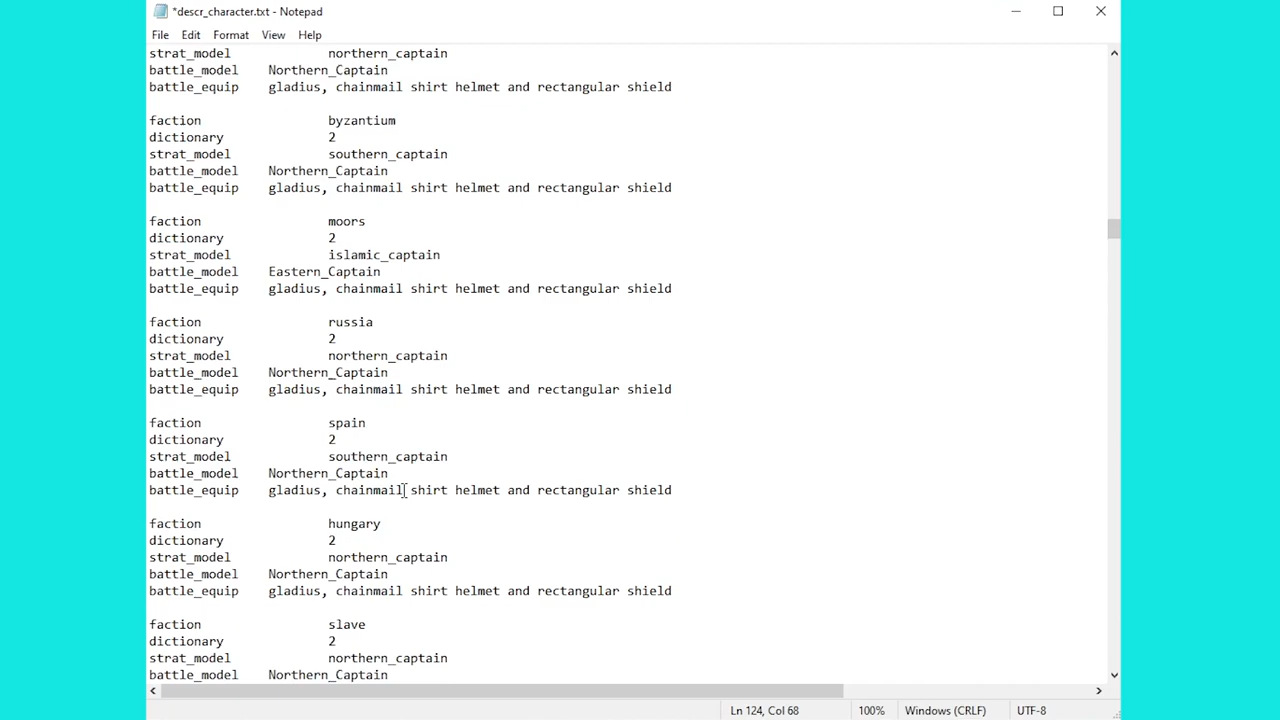 *descr_character.txt - Notepad
File Edit Format View Help
strat_model northern_captain
battle_model Northern_Captain
battle_equip gladius, chainmail shirt helmet and rectangular shield
faction byzantium
dictionary 2
strat_model southern_captain
battle_model Northern_Captain
battle_equip gladius, chainmail shirt helmet and rectangular shield
faction moors
dictionary 2
strat_model islamic_captain
battle_model Eastern_Captain
battle_equip gladius, chainmail shirt helmet and rectangular shield
faction russia
dictionary 2
strat_model northern_captain
battle_model Northern_Captain
battle_equip gladius, chainmail shirt helmet and rectangular shield
faction spain
dictionary 2
strat_model southern_captain
battle_model Northern_Captain
battle_equip gladius, chainmail shirt helmet and rectangular shield
faction hungary
dictionary 2
strat_model northern_captain
battle_model Northern_Captain
battle_equip gladius, chainmail shirt helmet and rectangular shield
faction slave
dictionary 2
strat_model northern_captain
battle_model Northern_Captain
Ln 124, Col 68 100% Windows (CRLF) UTF-8